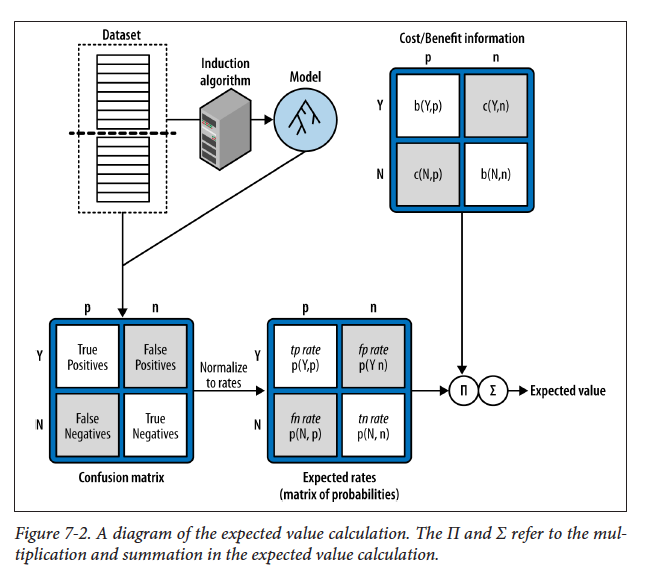 Dataset
Induction
algorithm
Model
Cost/Benefit information
p n
Y b(Y,p) c(Y,n)
N c(N,p) b(N,n)
p n
Y True
Positives
False
Positives
N False
Negatives
True
Negatives
Confusion matrix
Normalize
to rates
p n
Y tp rate
p(Y,p)
fp rate
p(Y n)
N fn rate
p(N, p)
tn rate
p(N, n)
Expected rates
(matrix of probabilities)
Π Σ Expected value
Figure 7-2. A diagram of the expected value calculation. The Π and Σ refer to the mul-
tiplication and summation in the expected value calculation.